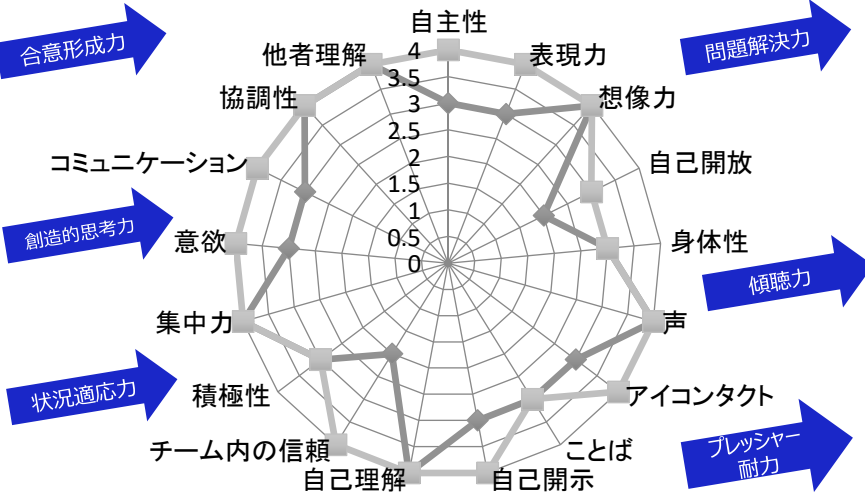 自主性
合意形成力
問題解決力
他者理解
表現力
協調性
想像力
コミュニケーション
自己開放
創造的思考力
意欲
身体性
傾聴力
集中力
声
状況適応力
積極性
アイコンタクト
チーム内の信頼
ことば
プレッシャー
耐力
自己理解
自己開示
4
3.5
3
2.5
2
1.5
1
0.5
0